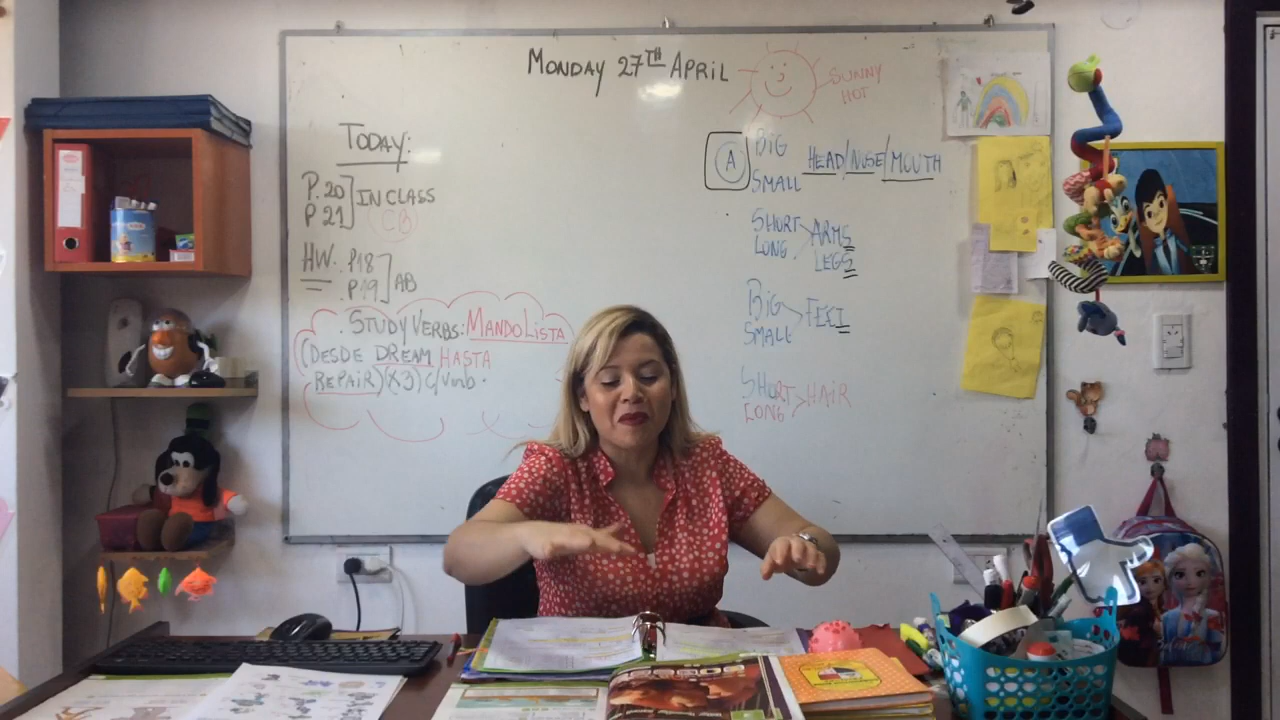 MONDAY 27TH APRIL
SUNNY
HOT
TODAY:
P.20
P 21
IN CLASS
CB
HW. P18
P19
AB
. STUDY VERBS: MANDO LISTA
(DESDE DREAM HASTA
REPAIR)(X3) C/Verb.
A
BIG
SMALL
HEAD/NOSE/MOUTH
SHORT
LONG
ARMS
LEGS
BIG
SMALL
FEET
SHORT
LONG
HAIR